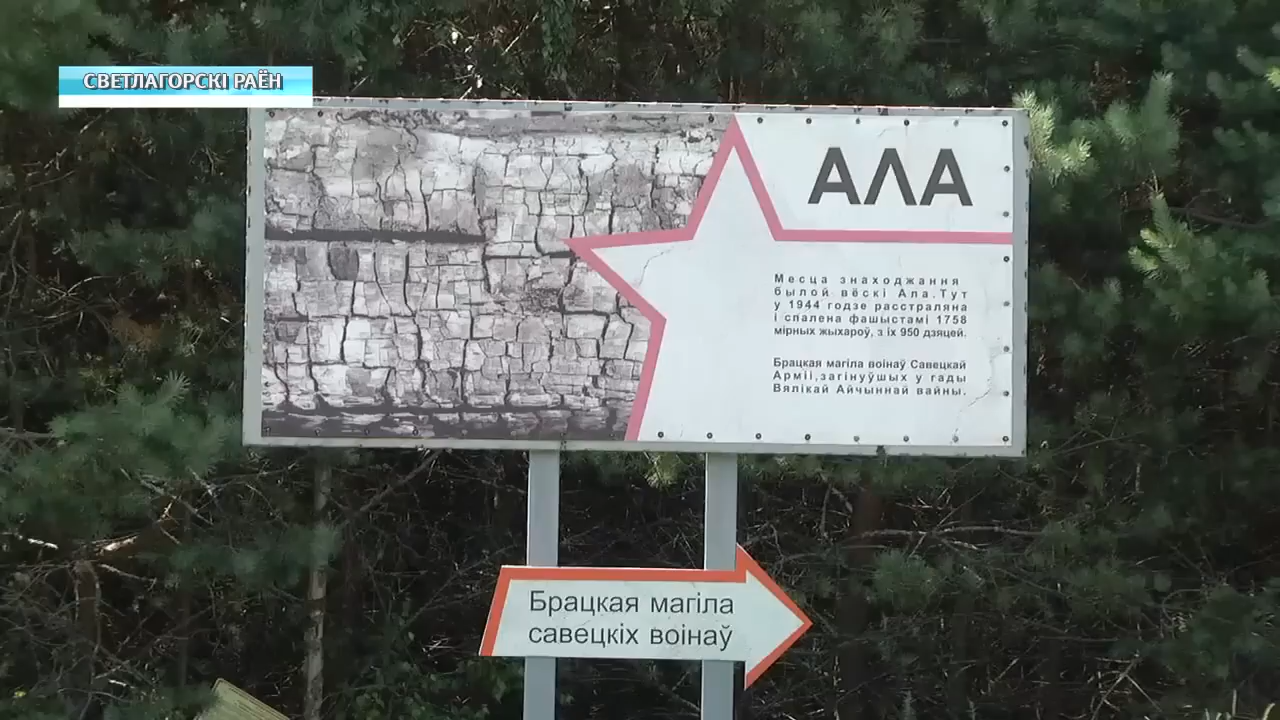 СВЕТЛАГОРСКІ РАЁН
АЛА
Месца знаходжання
былой вёскі Ала. Тут
у 1944 годзе расстраляна
і спалена фашыстамі 1758
мірных жыхароў, з іх 950 дзяцей.
Брацкая магіла воінаў Савецкай
Арміі,загінуўшых у гады
Вялікай Айчыннай вайны.
Брацкая магіла
савецкіх воінаў